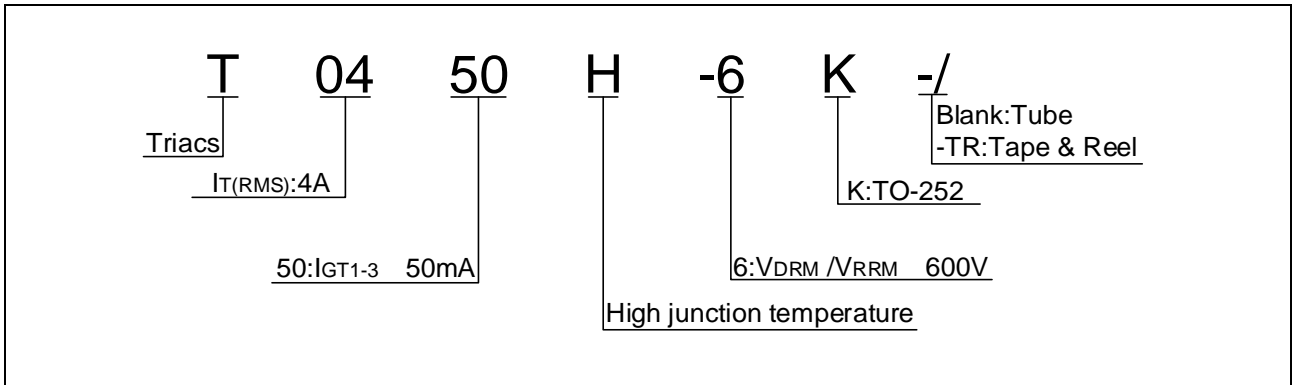 T 04 50 H -6 K -/
Blank:Tube
Triacs
-TR:Tape & Reel
IT(RMS):4A
K:TO-252
50:IGT1-3 50mA
6:VDRM /VRRM 600V
High junction temperature